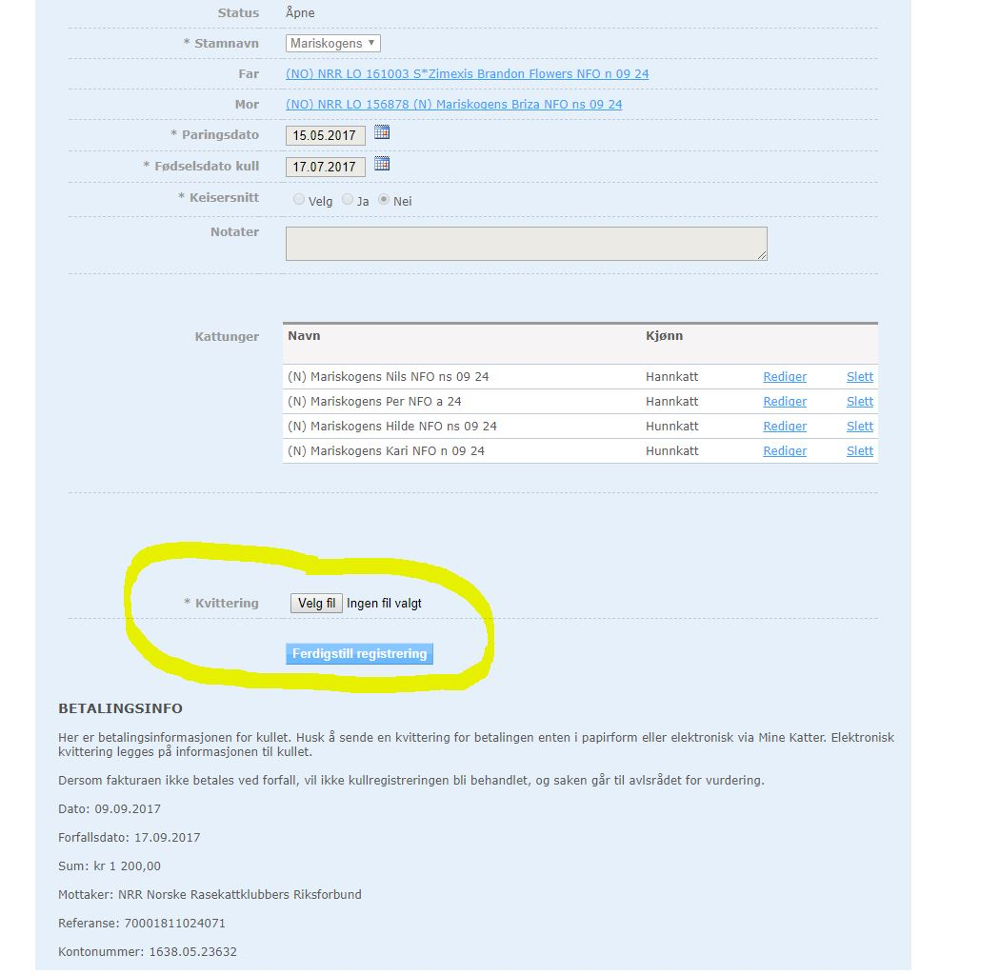 Status Åpne
* Stamnavn Mariskogens ▼
Far (NO) NRR LO 161003 S*Zimexis Brandon Flowers NFO n 09 24
Mor (NO) NRR LO 156878 (N) Mariskogens Briza NFO ns 09 24
* Paringsdato 15.05.2017
* Fødselsdato kull 17.07.2017
* Keisersnitt Velg Ja Nei
Notater
Kattunger Navn Kjønn
(N) Mariskogens Nils NFO ns 09 24 Hannkatt Rediger Slett
(N) Mariskogens Per NFO a 24 Hannkatt Rediger Slett
(N) Mariskogens Hilde NFO ns 09 24 Hunnkatt Rediger Slett
(N) Mariskogens Kari NFO n 09 24 Hunnkatt Rediger Slett
* Kvittering Velg fil Ingen fil valgt
Ferdigstill registrering
BETALINGSINFO
Her er betalingsinformasjonen for kullet. Husk å sende en kvittering for betalingen enten i papirform eller elektronisk via Mine Katter. Elektronisk
kvittering legges på informasjonen til kullet.
Dersom fakturaen ikke betales ved forfall, vil ikke kullregistreringen bli behandlet, og saken går til avlsrådet for vurdering.
Dato: 09.09.2017
Forfallsdato: 17.09.2017
Sum: kr 1 200,00
Mottaker: NRR Norske Rasekattklubbers Riksforbund
Referanse: 70001811024071
Kontonummer: 1638.05.23632